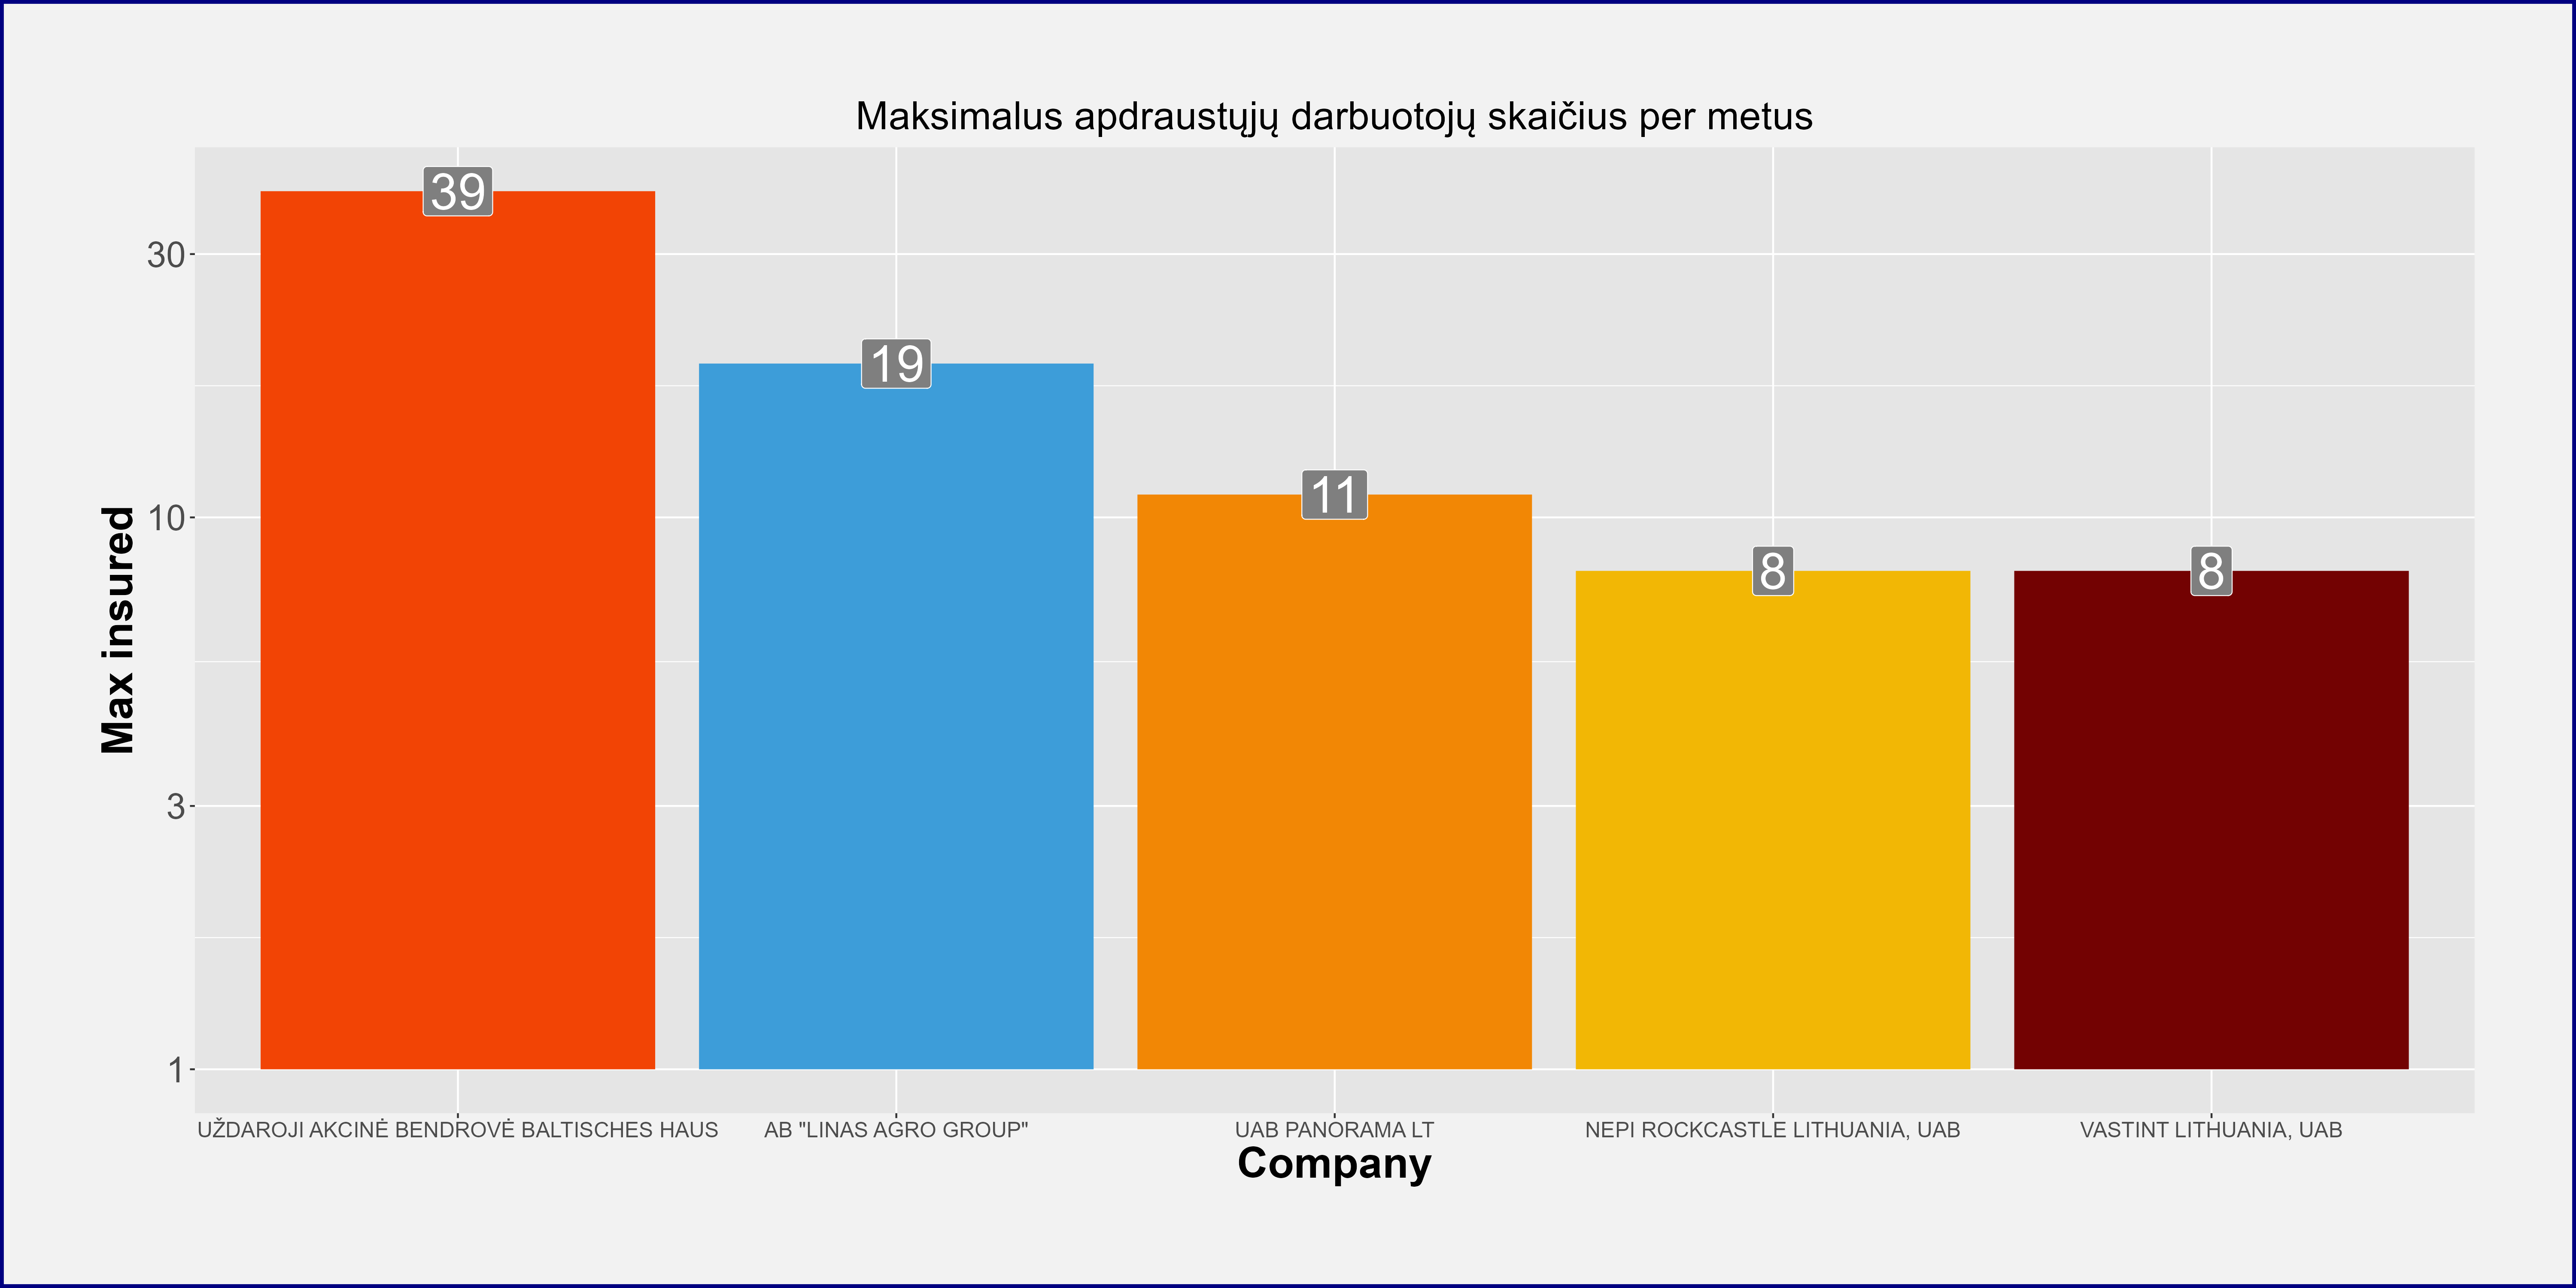 Maksimalus apdraustųjų darbuotojų skaičius per metus
39
30
19
11
10
8
8
Max insured
3
1
UŽDAROJI AKCINĖ BENDROVĖ BALTISCHES HAUS
AB "LINAS AGRO GROUP"
UAB PANORAMA LT
NEPI ROCKCASTLE LITHUANIA, UAB
VASTINT LITHUANIA, UAB
Company